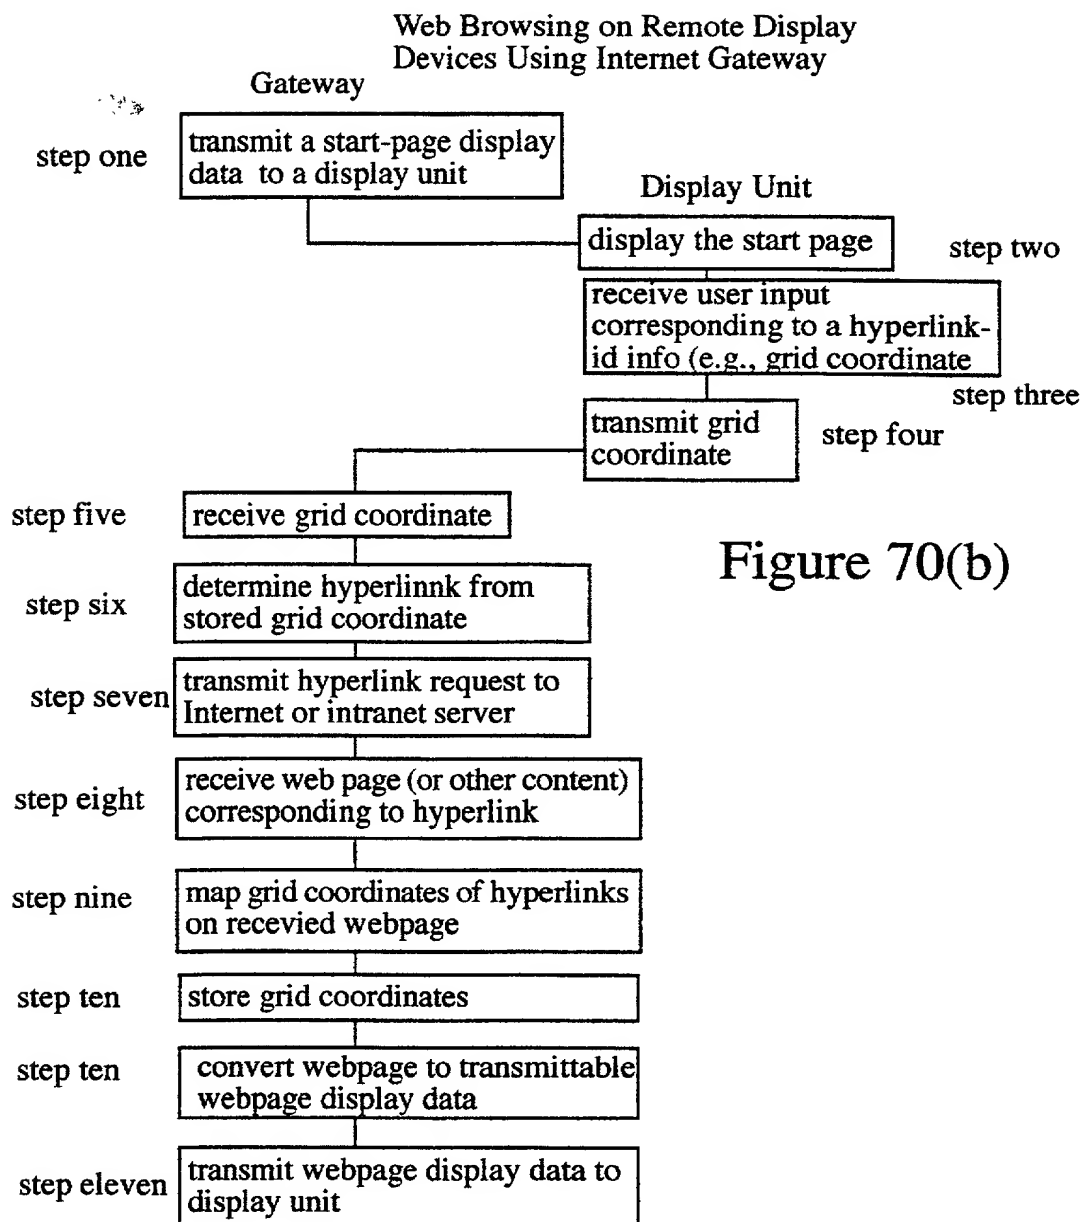 Web Browsing on Remote Display
Devices Using Internet Gateway
Gateway
step one
transmit a start-page display
data to a display unit
Display Unit
display the start page
step two
receive user input
corresponding to a hyperlink-
id info (e.g., grid coordinate
step three
transmit grid
coordinate
step four
step five
receive grid coordinate
Figure 70(b)
step six
determine hyperlinnk from
stored grid coordinate
step seven
transmit hyperlink request to
Internet or intranet server
step eight
receive web page (or other content)
corresponding to hyperlink
step nine
map grid coordinates of hyperlinks
on recevied webpage
step ten
store grid coordinates
step ten
convert webpage to transmittable
webpage display data
step eleven
transmit webpage display data to
display unit